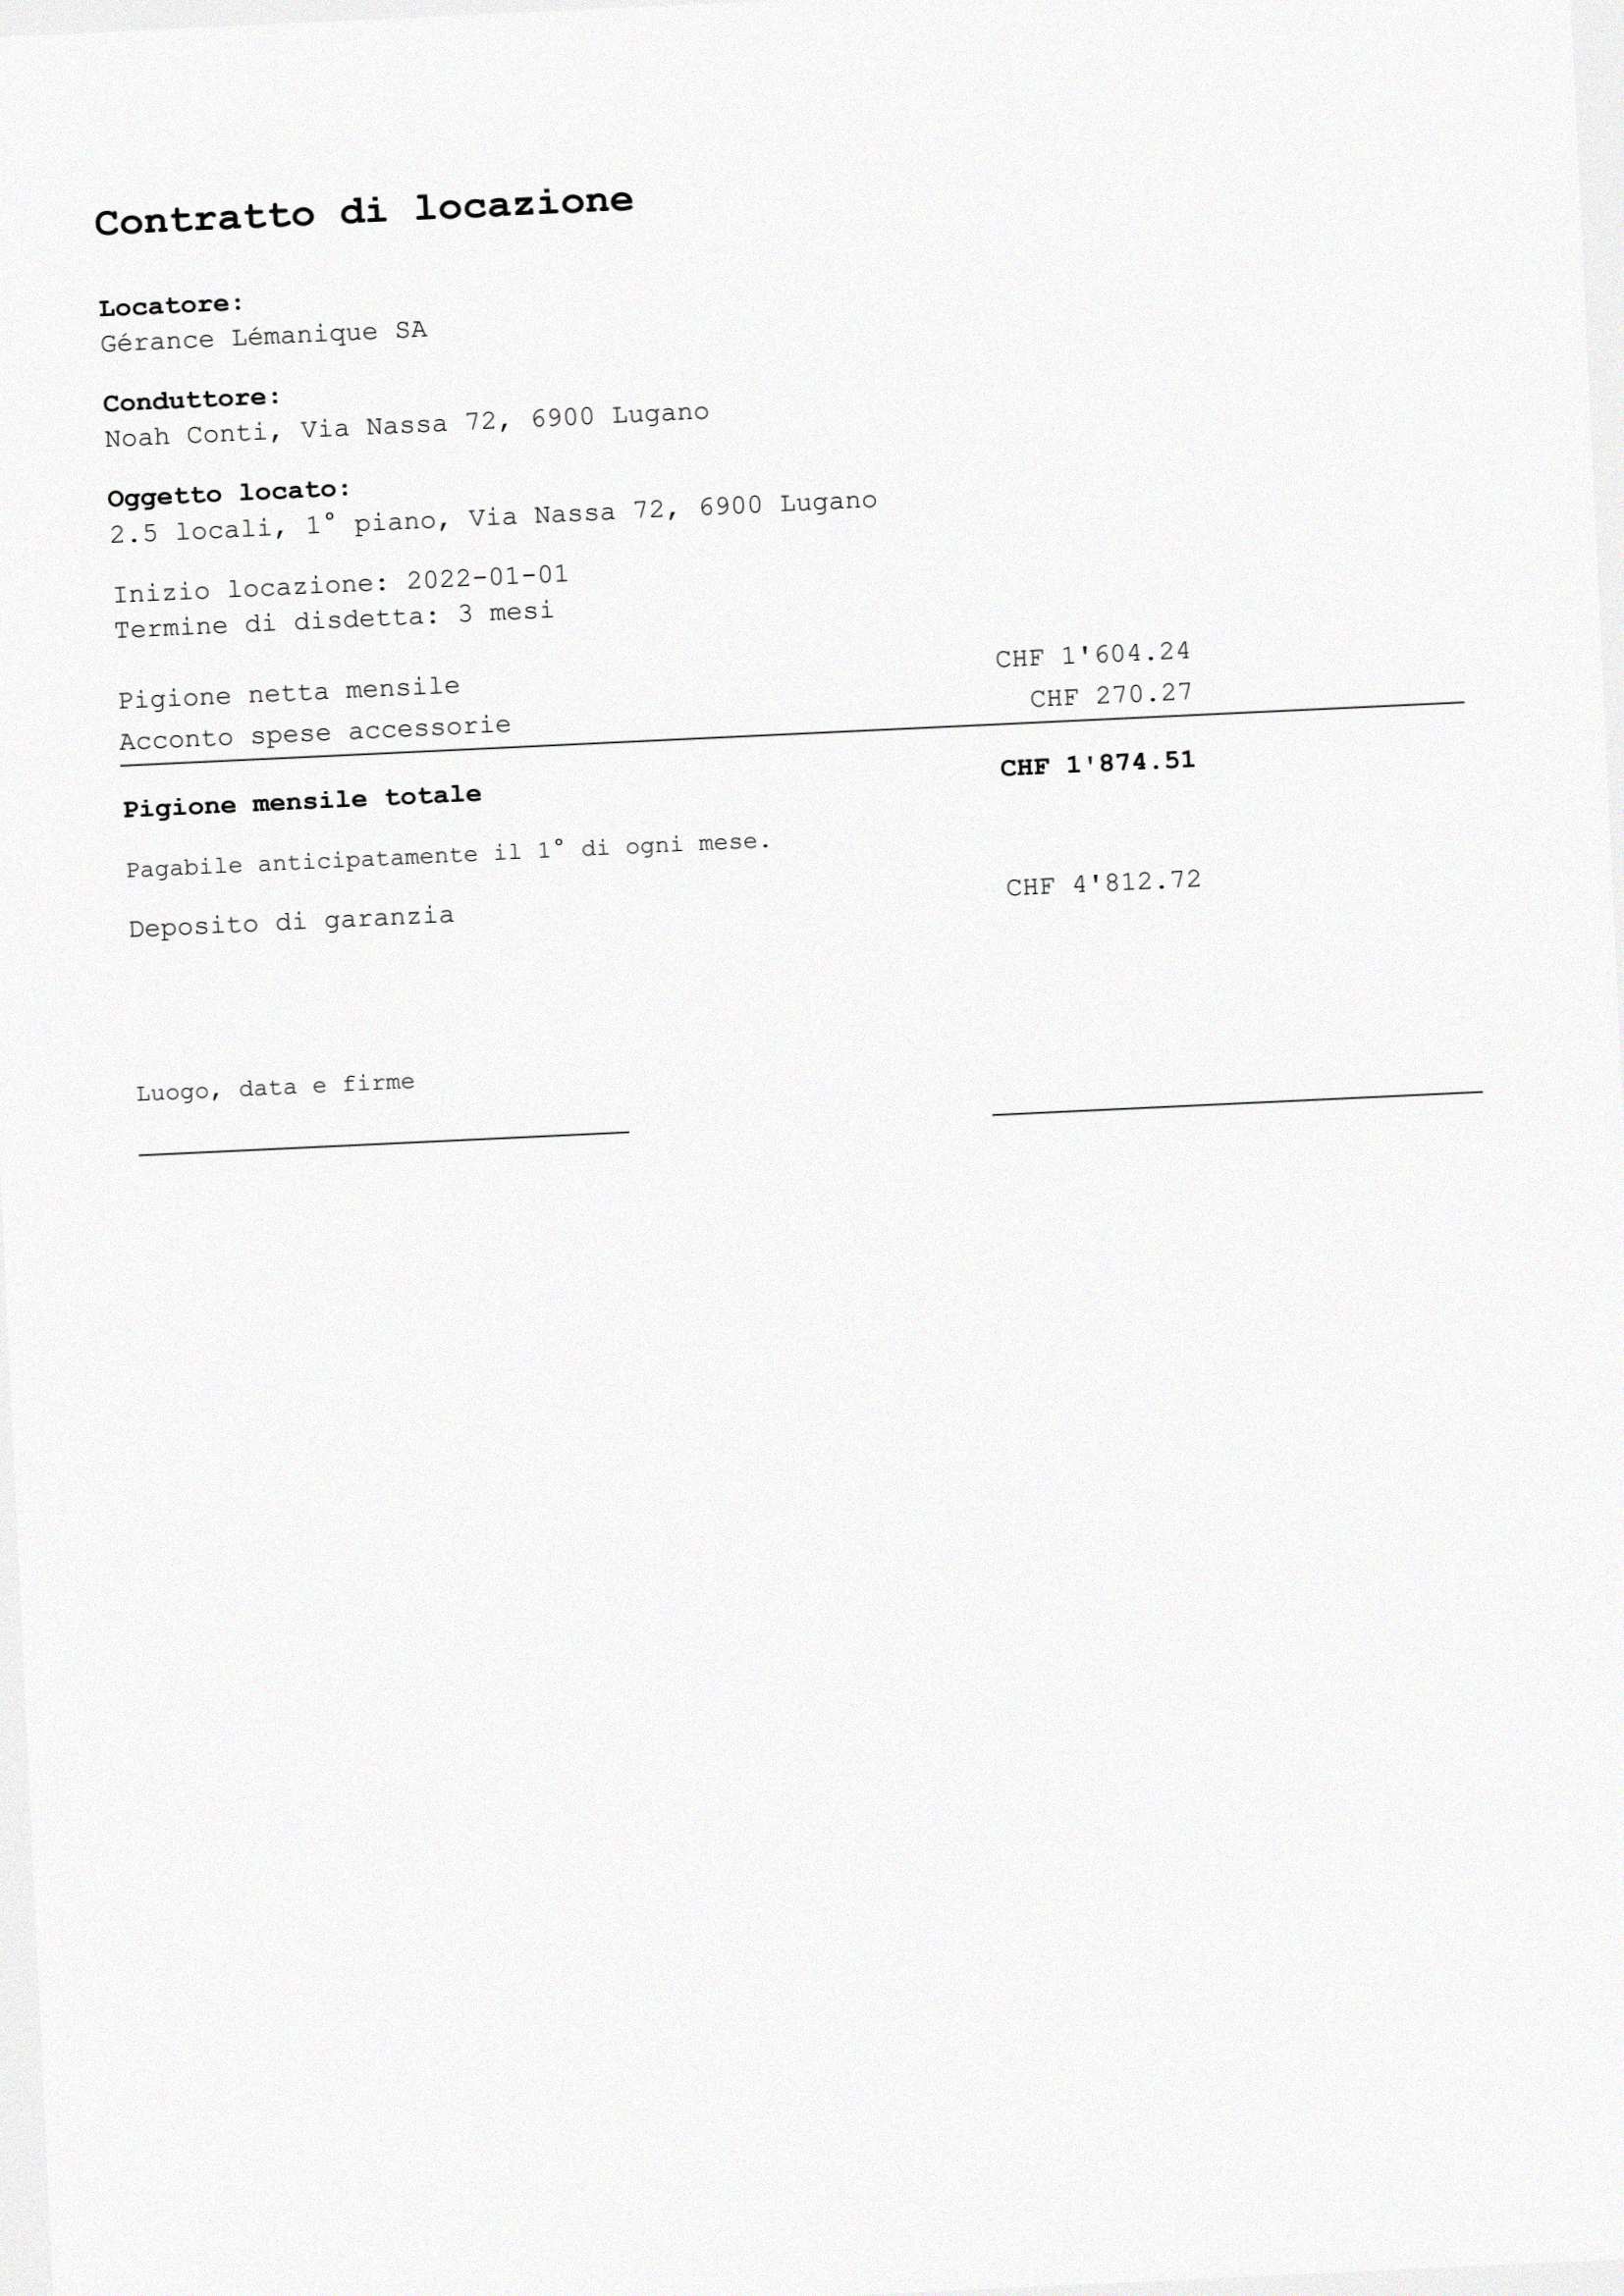 Contratto di locazione
Locatore:
Gérance Lémanique SA
Conduttore:
Noah Conti, Via Nassa 72, 6900 Lugano
Oggetto locato:
2.5 locali, 1° piano, Via Nassa 72, 6900 Lugano
Inizio locazione: 2022-01-01
Termine di disdetta: 3 mesi
Pigione netta mensile CHF 1'604.24
Acconto spese accessorie CHF 270.27
Pigione mensile totale CHF 1'874.51
Pagabile anticipatamente il 1° di ogni mese.
Deposito di garanzia CHF 4'812.72
Luogo, data e firme